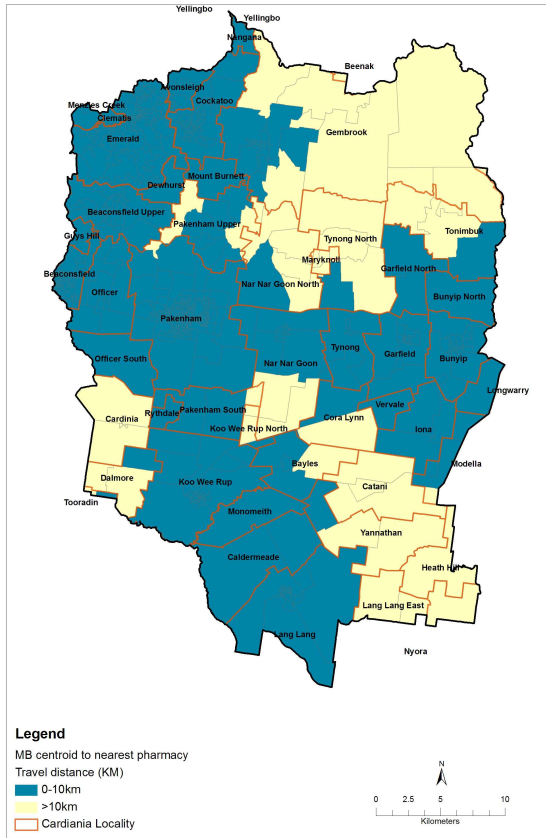 Yellingbo
Yellingbo
Nangana
Beenak
Avonsleigh
Menzies Creek
Cockatoo
Clematis
Emerald
Gembrook
Mount Burnett
Dewhurst
Beaconsfield Upper
Pakenham Upper
Tonimbuk
Guys Hill
Tynong North
Maryknoll
Garfield North
Beaconsfield
Nar Nar Goon North
Officer
Bunyip North
Pakenham
Tynong
Garfield
Officer South
Nar Nar Goon
Bunyip
Longwarry
Vervale
Rythdale
Pakenham South
Cardinia
Cora Lynn
Koo Wee Rup North
Iona
Bayles
Modella
Dalmore
Koo Wee Rup
Catani
Tooradin
Monomeith
Yannathan
Caldermeade
Heath Hill
Lang Lang East
Lang Lang
Nyora
Legend
MB centroid to nearest pharmacy
Travel distance (KM)
0-10km
>10km
Cardiania Locality
N
0 2.5 5 10
Kilometers